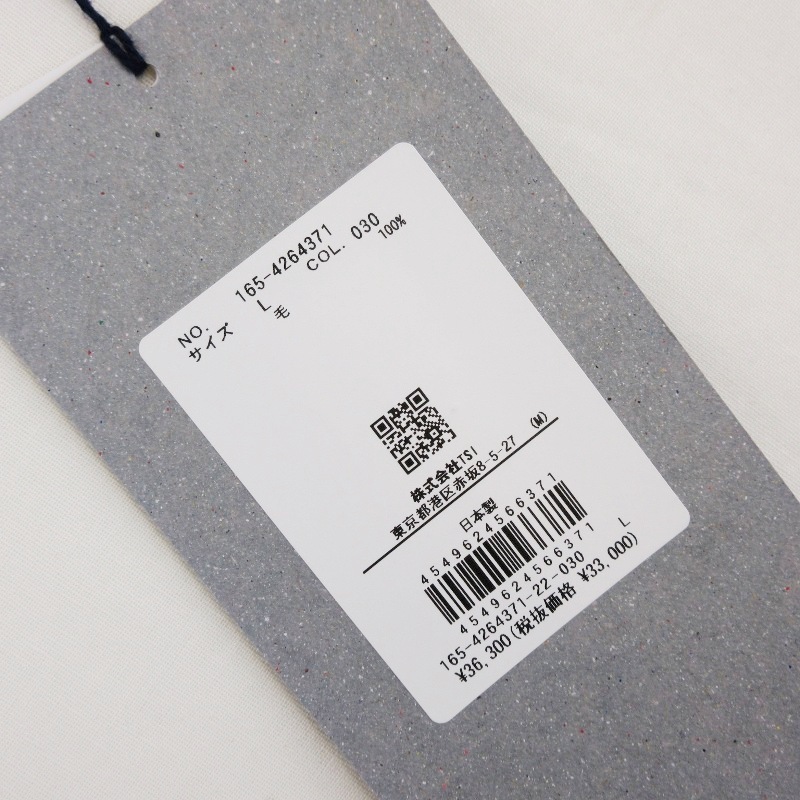 NO. 165-4264371
サイズ L COL. 030
毛 100%
株式会社TSI
東京都港区赤坂8-5-27 (M)
日本製
4549624566371
4549624566371
165-4264371-22-030 L
¥36,300(税抜価格 ¥33,000)